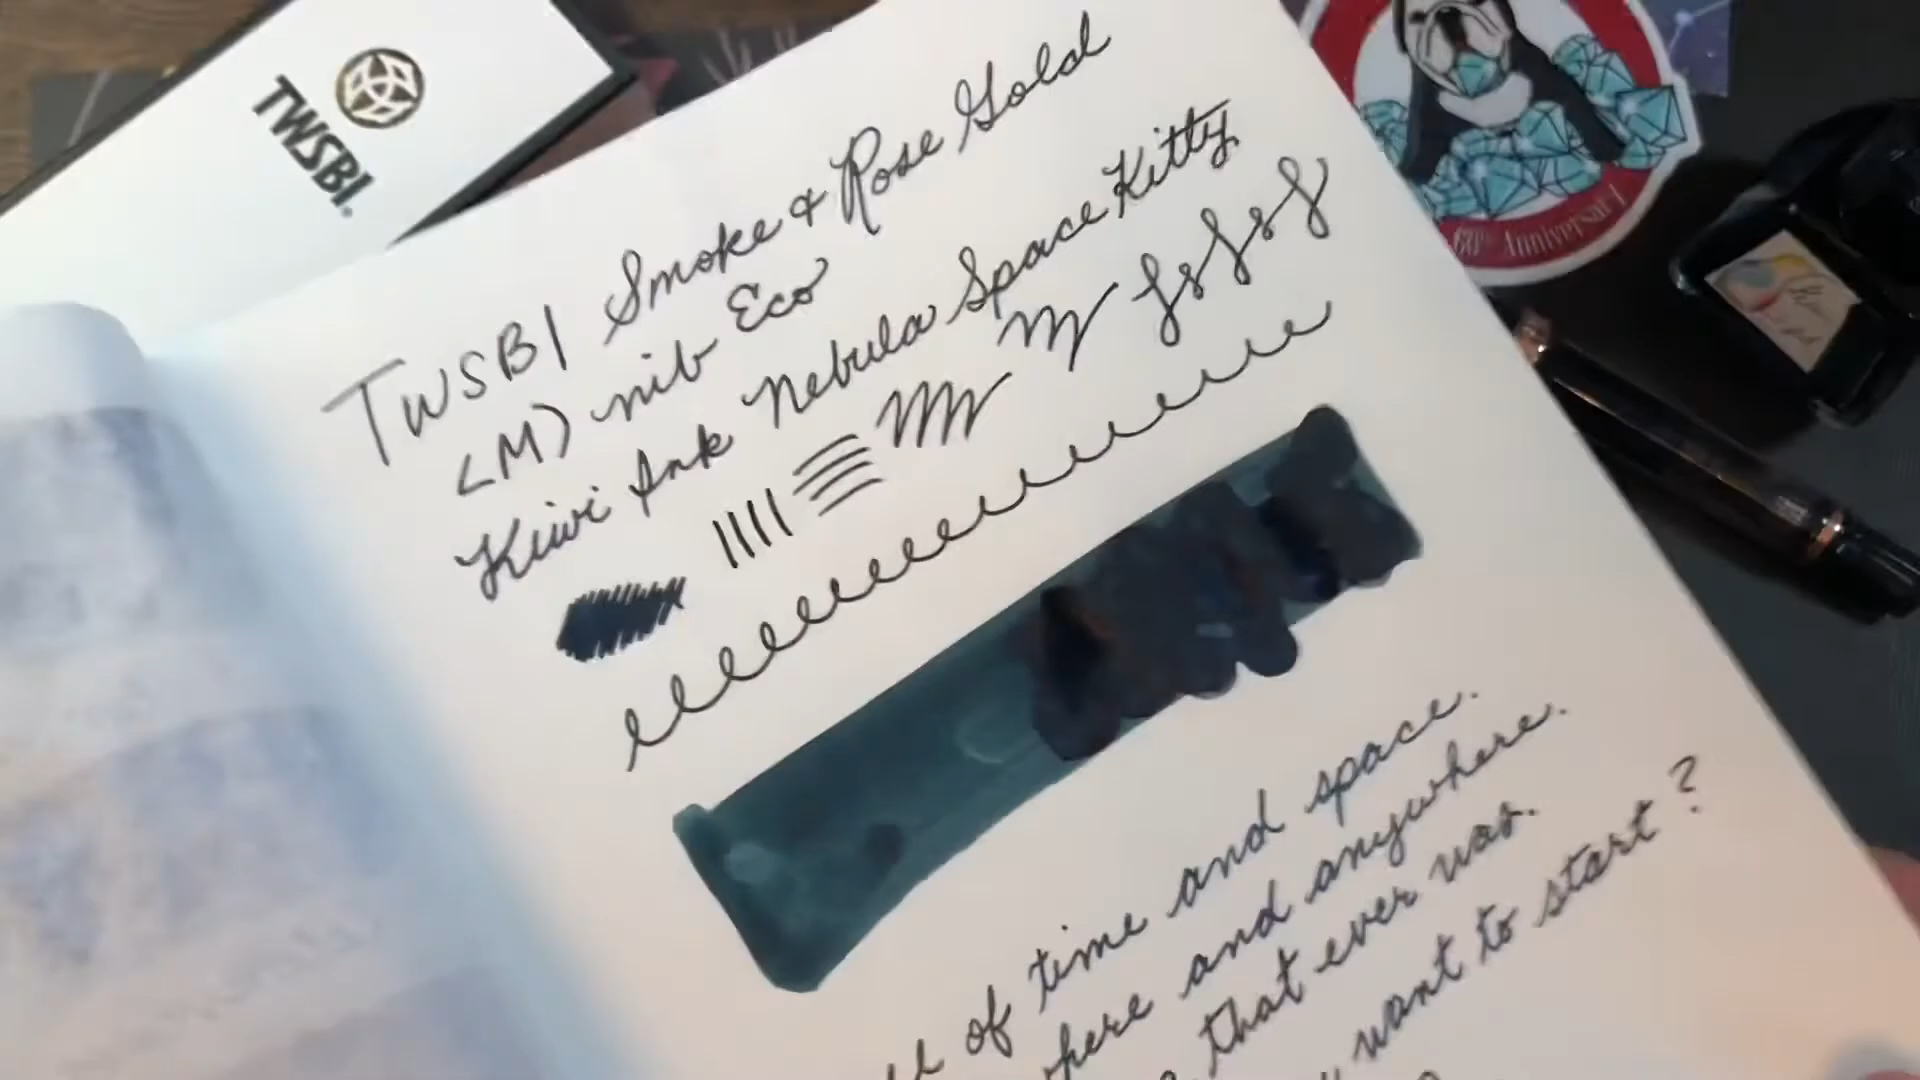 TWSBI
TWSBI Smoke & Rose Gold
<M> nib Eco
Kiwi Ink Nebula Space Kitty
of time and space.
and anywhere.
that ever was.
want to start?
Anniversary